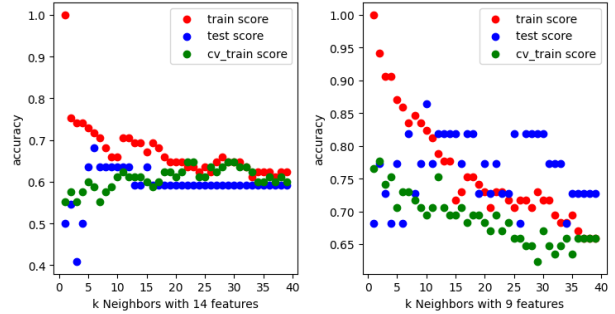 1.0
0.9
0.8
0.7
0.6
0.5
0.4
accuracy
0 5 10 15 20 25 30 35 40
k Neighbors with 14 features
train score
test score
cv_train score
1.00
0.95
0.90
0.85
0.80
0.75
0.70
0.65
accuracy
0 5 10 15 20 25 30 35 40
k Neighbors with 9 features
train score
test score
cv_train score